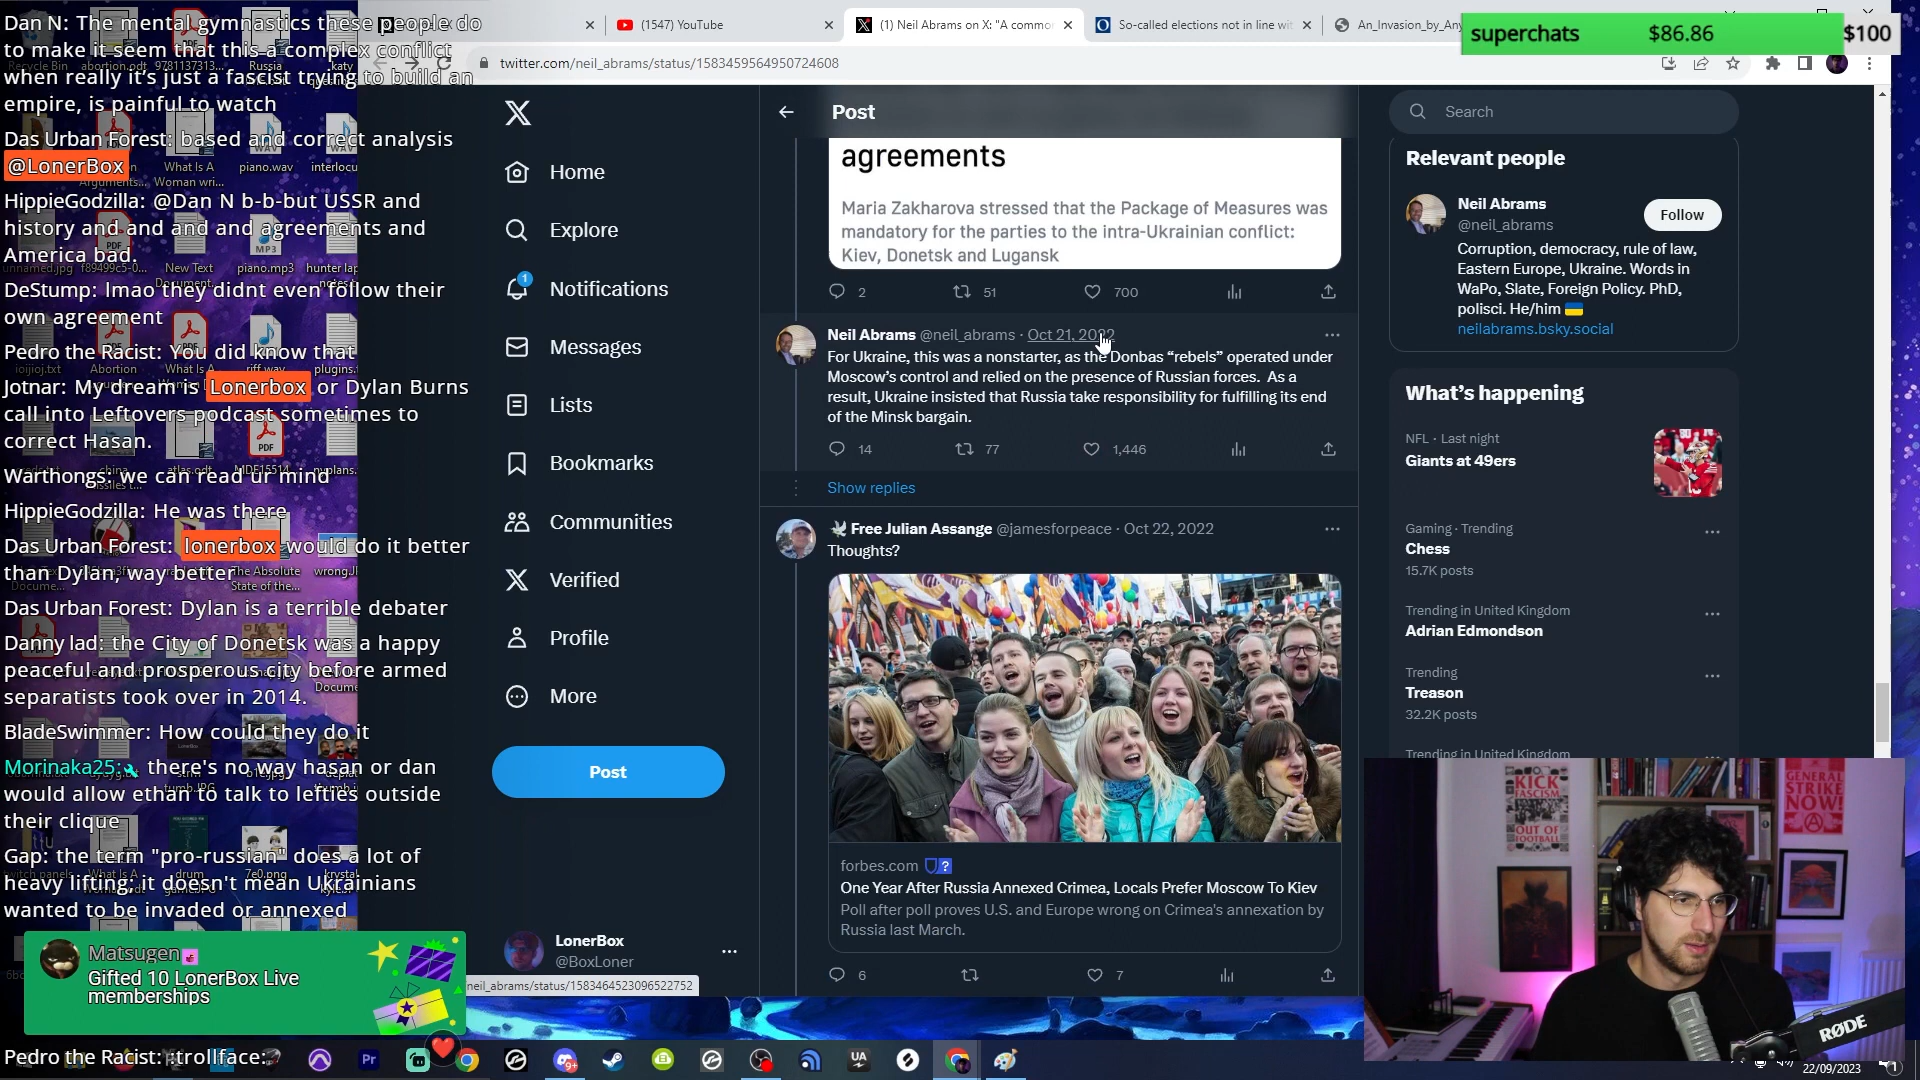 Dan N: The mental gymnastics these people do
to make it seem that this a complex conflict
when really it's just a fascist trying to build an
empire, is painful to watch
Das Urban Forest: based and correct analysis
@LonerBox
HippieGodzilla: @Dan N b-b-but USSR and
history and and and and agreements and
America bad.
DeStump: lmao they didnt even follow their
own agreement
Pedro the Racist: You did know that
Jotnar: My dream is Lonerbox or Dylan Burns
call into Leftovers podcast sometimes to
correct Hasan.
Warthongs: we can read ur mind
HippieGodzilla: He was there
Das Urban Forest: lonerbox would do it better
than Dylan, way better
Das Urban Forest: Dylan is a terrible debater
Danny lad: the City of Donetsk was a happy
peaceful and prosperous city before armed
separatists took over in 2014.
BladeSwimmer: How could they do it
Morinaka25: there's no way hasan or dan
would allow ethan to talk to lefties outside
their clique
Gap: the term "pro-russian" does a lot of
heavy lifting; it doesn't mean Ukrainians
wanted to be invaded or annexed
Matsugen
Gifted 10 LonerBox Live
memberships
Pedro the Racist: :trollface:
(1547) YouTube
(1) Neil Abrams on X: "A commo
So-called elections not in line wit
An_Invasion_by_Any
superchats $86.86 $100
twitter.com/neil_abrams/status/1583459564950724608
Home
Explore
1
Notifications
Messages
Lists
Bookmarks
Communities
Verified
Profile
More
Post
LonerBox
@BoxLoner
neil_abrams/status/1583464523096522752
Post
agreements
Maria Zakharova stressed that the Package of Measures was
mandatory for the parties to the intra-Ukrainian conflict:
Kiev, Donetsk and Lugansk
2 51 700
Neil Abrams @neil_abrams · Oct 21, 2022
For Ukraine, this was a nonstarter, as the Donbas “rebels” operated under
Moscow’s control and relied on the presence of Russian forces. As a
result, Ukraine insisted that Russia take responsibility for fulfilling its end
of the Minsk bargain.
14 77 1,446
Show replies
Free Julian Assange @jamesforpeace · Oct 22, 2022
Thoughts?
forbes.com
One Year After Russia Annexed Crimea, Locals Prefer Moscow To Kiev
Poll after poll proves U.S. and Europe wrong on Crimea's annexation by
Russia last March.
6 7
Search
Relevant people
Neil Abrams
@neil_abrams
Follow
Corruption, democracy, rule of law,
Eastern Europe, Ukraine. Words in
WaPo, Slate, Foreign Policy. PhD,
polisci. He/him
neilabrams.bsky.social
What’s happening
NFL · Last night
Giants at 49ers
Gaming · Trending
Chess
15.7K posts
Trending in United Kingdom
Adrian Edmondson
Trending
Treason
32.2K posts
Trending in United Kingdom
KICK
FASCISM
OUT OF
FOOTBALL
GENERAL
STRIKE
NOW!
RØDE
22/09/2023